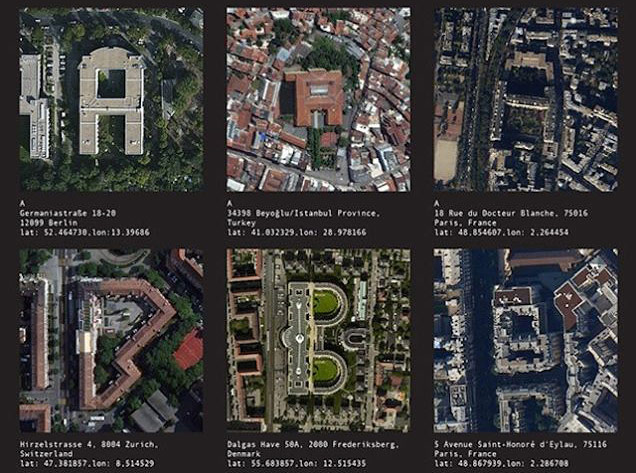 A
Germaniastraße 18-20
12099 Berlin
lat: 52.464730,lon:13.39686
A
34398 Beyoğlu/Istanbul Province,
Turkey
lat: 41.032329,lon: 28.978166
A
18 Rue du Docteur Blanche, 75016
Paris, France
lat: 48.854607,lon: 2.264454
Hirzelstrasse 4, 8004 Zurich,
Switzerland
lat: 47.381857,lon: 8,514529
Dalgas Have 50A, 2000 Frederiksberg,
Denmark
lat: 55.683857,lon: 12.515435
5 Avenue Saint-Honoré d'Eylau, 75116
Paris, France
lat: 48.867939,lon: 2.286708